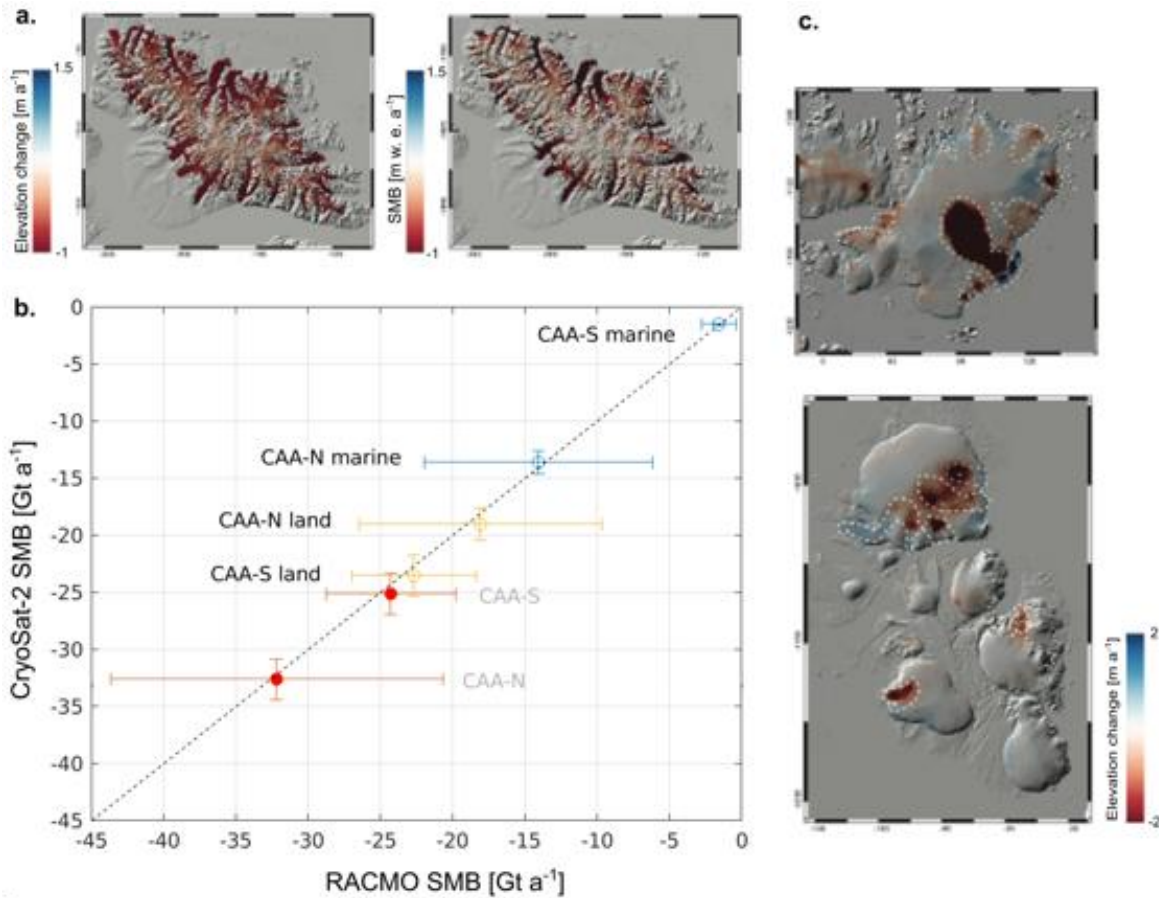 a.
1.5
Elevation change [m a-1]
-1
1.5
SMB [m w. e. a-1]
-1
b.
0
-5
-10
-15
-20
-25
-30
-35
-40
-45
CryoSat-2 SMB [Gt a-1]
CAA-S marine
CAA-N marine
CAA-N land
CAA-S land
CAA-S
CAA-N
-45
-35
-30
-25
-20
-15
-10
-5
0
RACMO SMB [Gt a-1]
c.
2
Elevation change [m a-1]
-2